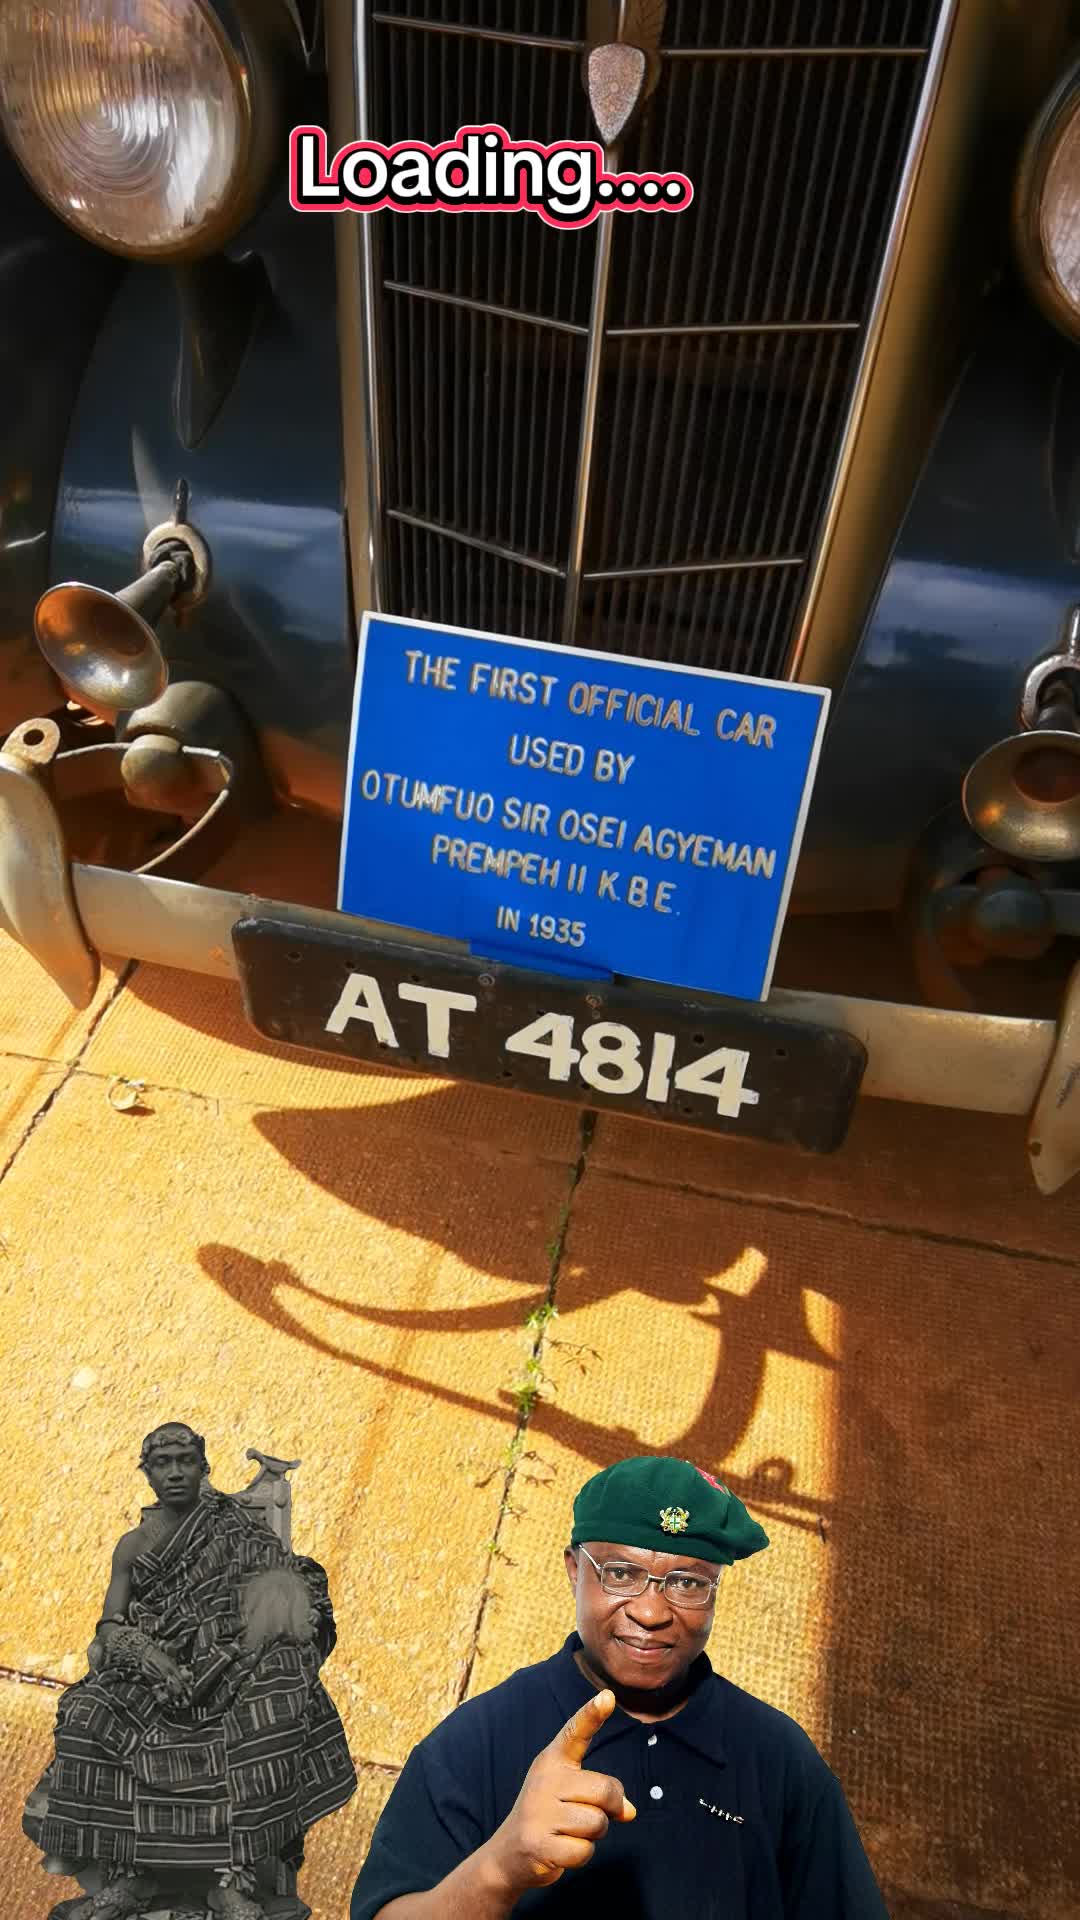 Loading....
THE FIRST OFFICIAL CAR
USED BY
OTUMFUO SIR OSEI AGYEMAN
PREMPEH II K.B.E.
IN 1935
AT 4814